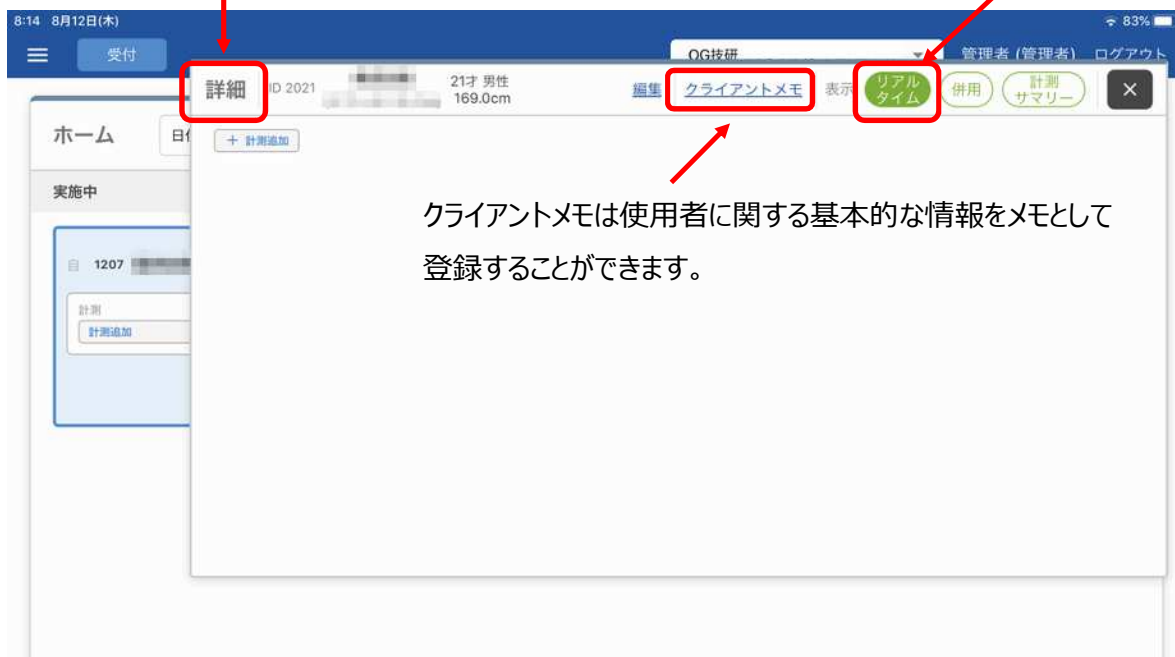 8:14 8月12日(木)
83%
受付
OG技研
管理者 (管理者) ログアウト
詳細 ID 2021
21才 男性
169.0cm
編集 クライアントメモ 表示 リアルタイム 併用 計測サマリー ×
ホーム
+ 計測追加
実施中
クライアントメモは使用者に関する基本的な情報をメモとして
登録することができます。
1207
計測
計測追加